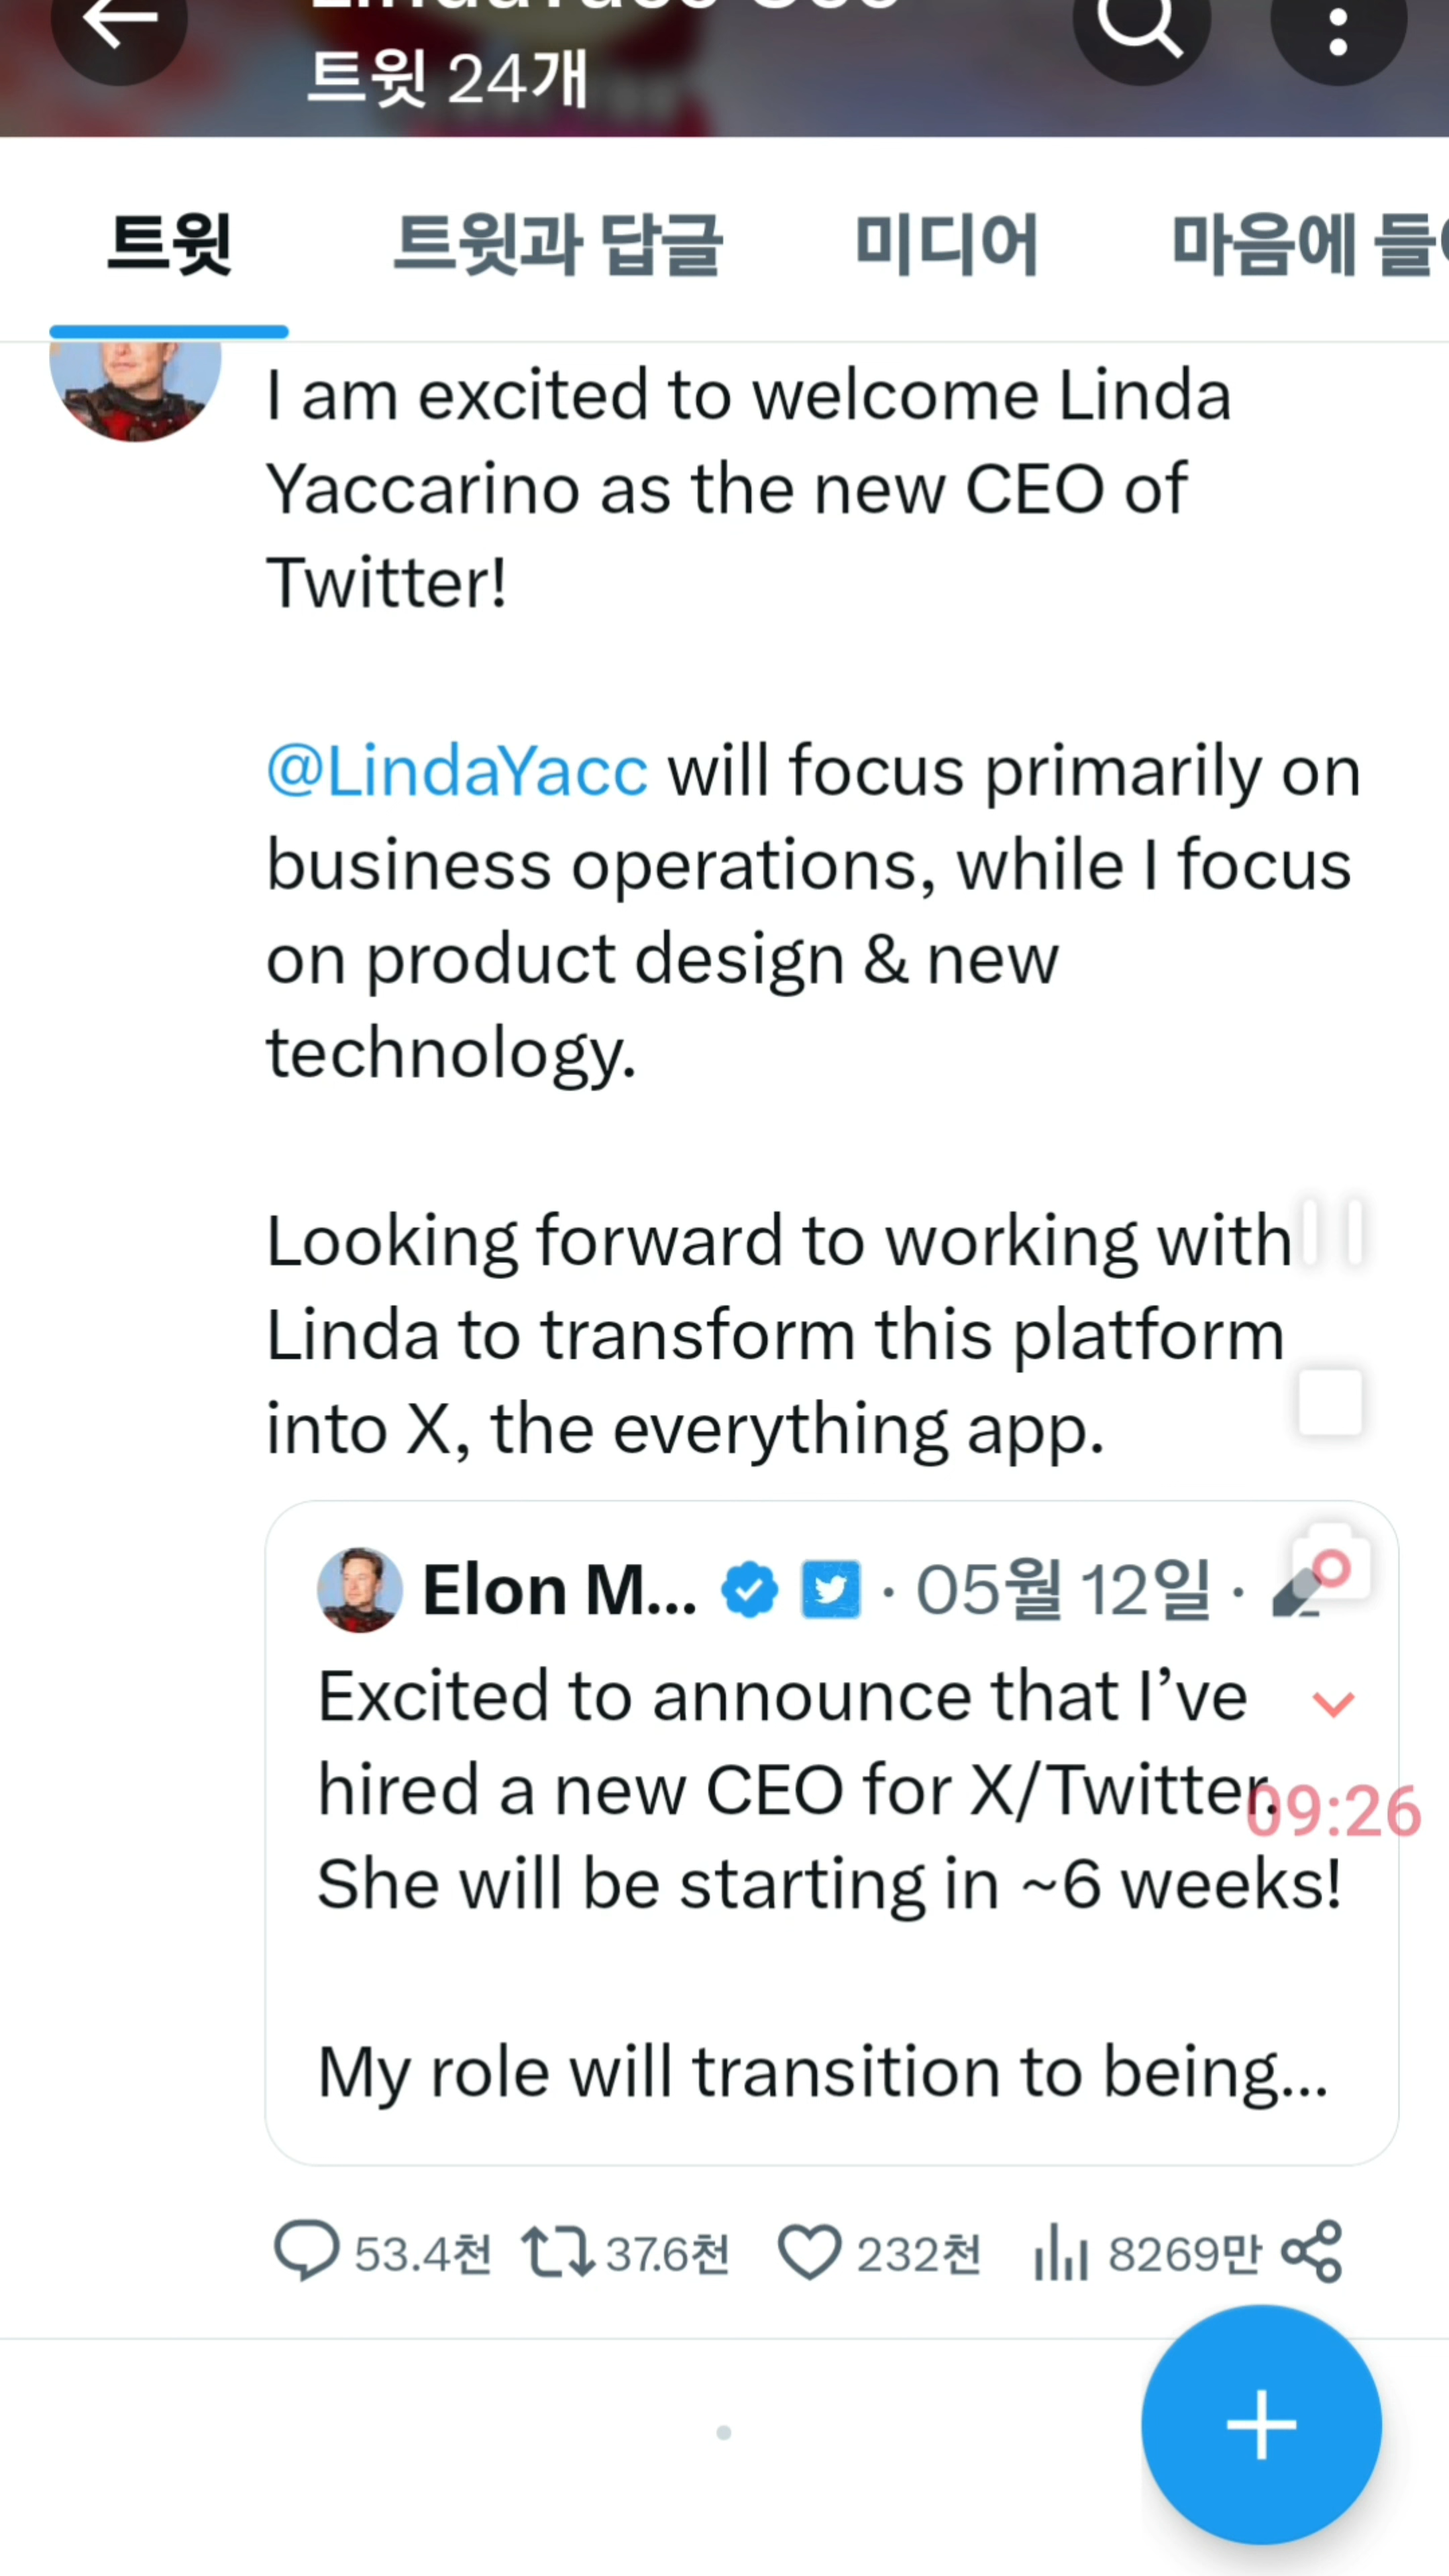 트윗 24개
트윗 트윗과 답글 미디어 마음에
I am excited to welcome Linda
Yaccarino as the new CEO of
Twitter!
@LindaYacc will focus primarily on
business operations, while I focus
on product design & new
technology.
Looking forward to working with
Linda to transform this platform
into X, the everything app.
Elon M... · 05월 12일 ·
Excited to announce that I’ve
hired a new CEO for X/Twitter.
09:26
She will be starting in ~6 weeks!
My role will transition to being...
53.4천 37.6천 232천 8269만